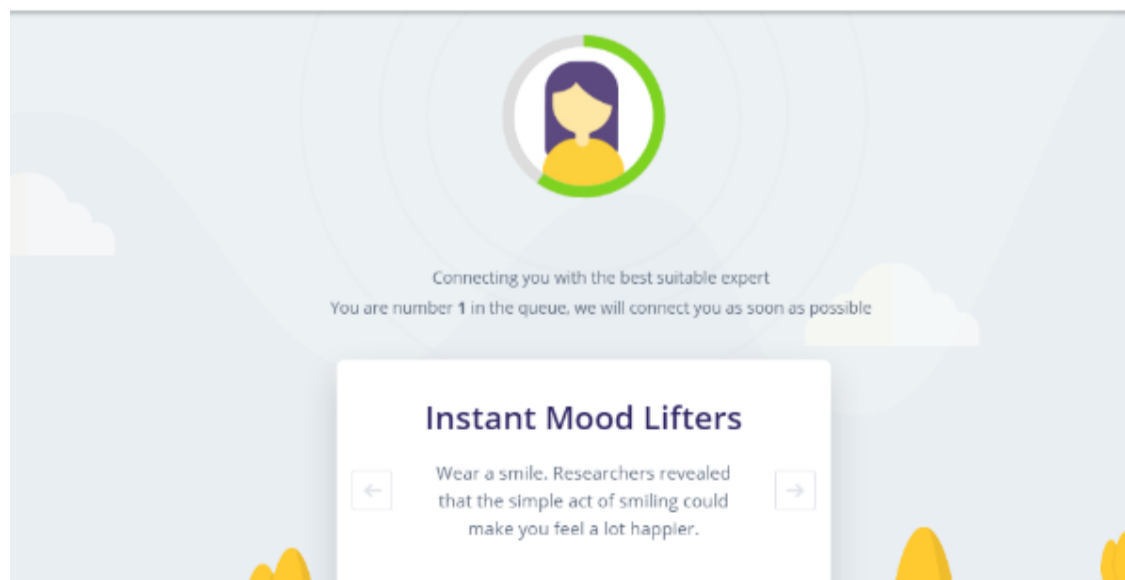 Connecting you with the best suitable expert
You are number 1 in the queue, we will connect you as soon as possible
Instant Mood Lifters
Wear a smile. Researchers revealed
that the simple act of smiling could
make you feel a lot happier.